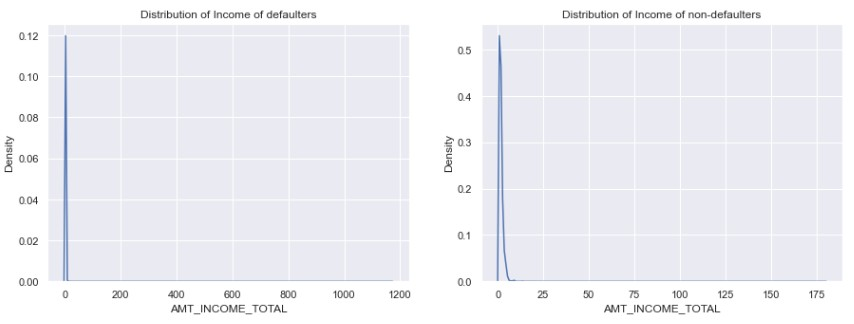 Distribution of Income of defaulters
0.12
0.10
0.08
0.06
0.04
0.02
0.00
Density
0 200 400 600 800 1000 1200
AMT_INCOME_TOTAL
Distribution of Income of non-defaulters
0.5
0.4
0.3
0.2
0.1
0.0
Density
0 25 50 75 100 125 150 175
AMT_INCOME_TOTAL